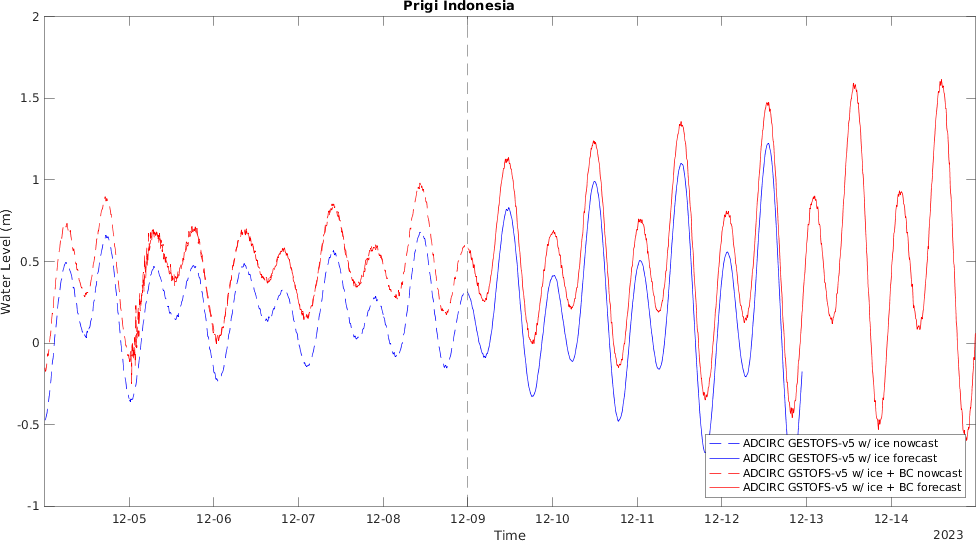 Prigi Indonesia
Water Level (m)
2
1.5
1
0.5
0
-0.5
-1
ADCIRC GESTOFS-v5 w/ ice nowcast
ADCIRC GESTOFS-v5 w/ ice forecast
ADCIRC GSTOFS-v5 w/ ice + BC nowcast
ADCIRC GSTOFS-v5 w/ ice + BC forecast
12-05 12-06 12-07 12-08 12-09 12-10 12-11 12-12 12-13 12-14
Time
2023